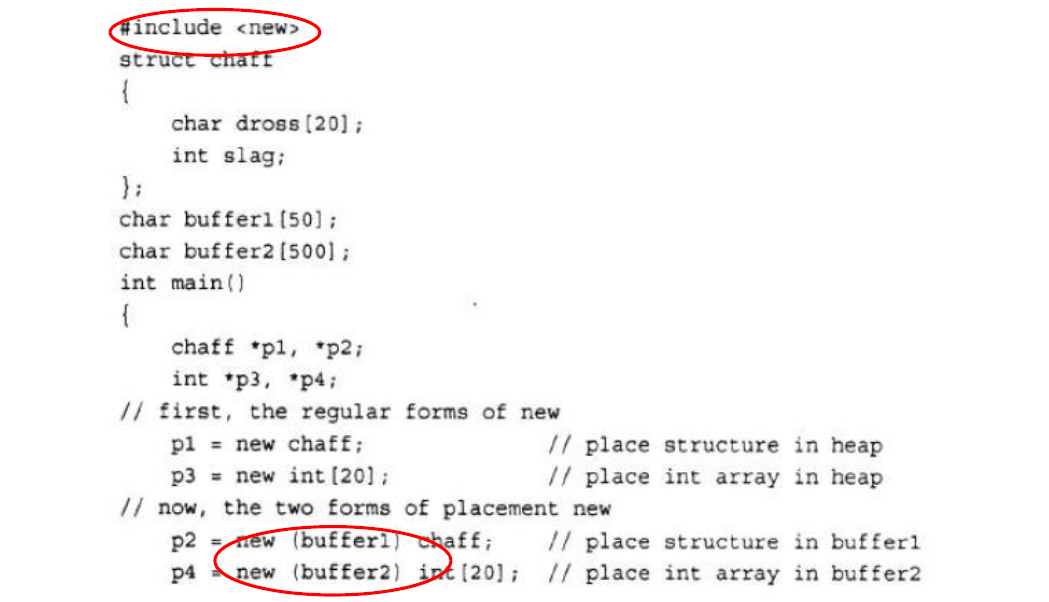 #include <new>
struct chaff
{
    char dross[20];
    int slag;
};
char buffer1[50];
char buffer2[500];
int main()
{
    chaff *p1, *p2;
    int *p3, *p4;
// first, the regular forms of new
    p1 = new chaff;              // place structure in heap
    p3 = new int[20];            // place int array in heap
// now, the two forms of placement new
    p2 = new (buffer1) chaff;    // place structure in buffer1
    p4 = new (buffer2) int[20];  // place int array in buffer2